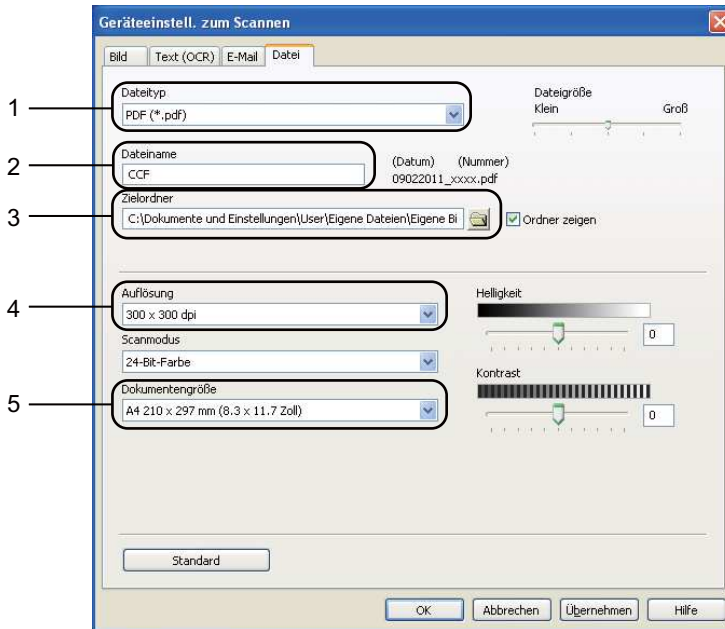 Geräteeinstell. zum Scannen
Bild Text (OCR) E-Mail Datei
1
Dateityp
PDF (*.pdf)
Dateigröße
Klein Groß
2
Dateiname
CCF
(Datum) (Nummer)
09022011_xxxx.pdf
3
Zielordner
C:\Dokumente und Einstellungen\User\Eigene Dateien\Eigene Bi
Ordner zeigen
4
Auflösung
300 x 300 dpi
Helligkeit
0
Scanmodus
24-Bit-Farbe
Kontrast
0
5
Dokumentengröße
A4 210 x 297 mm (8.3 x 11.7 Zoll)
Standard
OK Abbrechen Übernehmen Hilfe